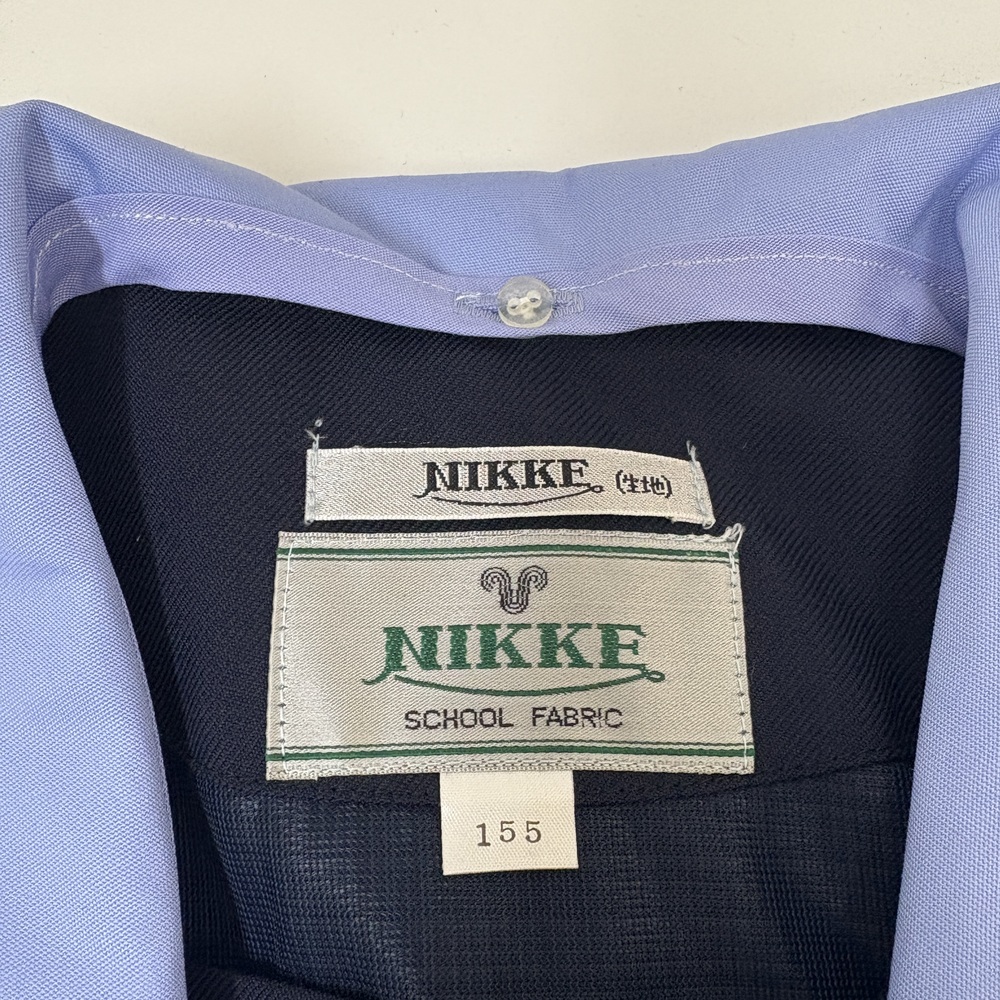 NIKKE (生地)
NIKKE
SCHOOL FABRIC
155